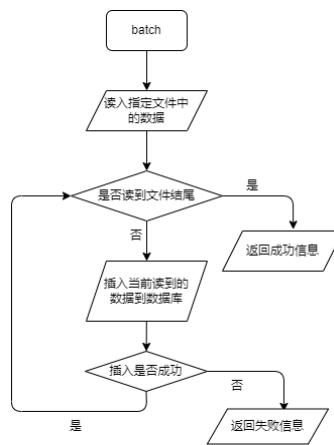 batch
读入指定文件中
的数据
是否读到文件结尾
是
否
返回成功信息
插入当前读到的
数据到数据库
插入是否成功
否
是
返回失败信息